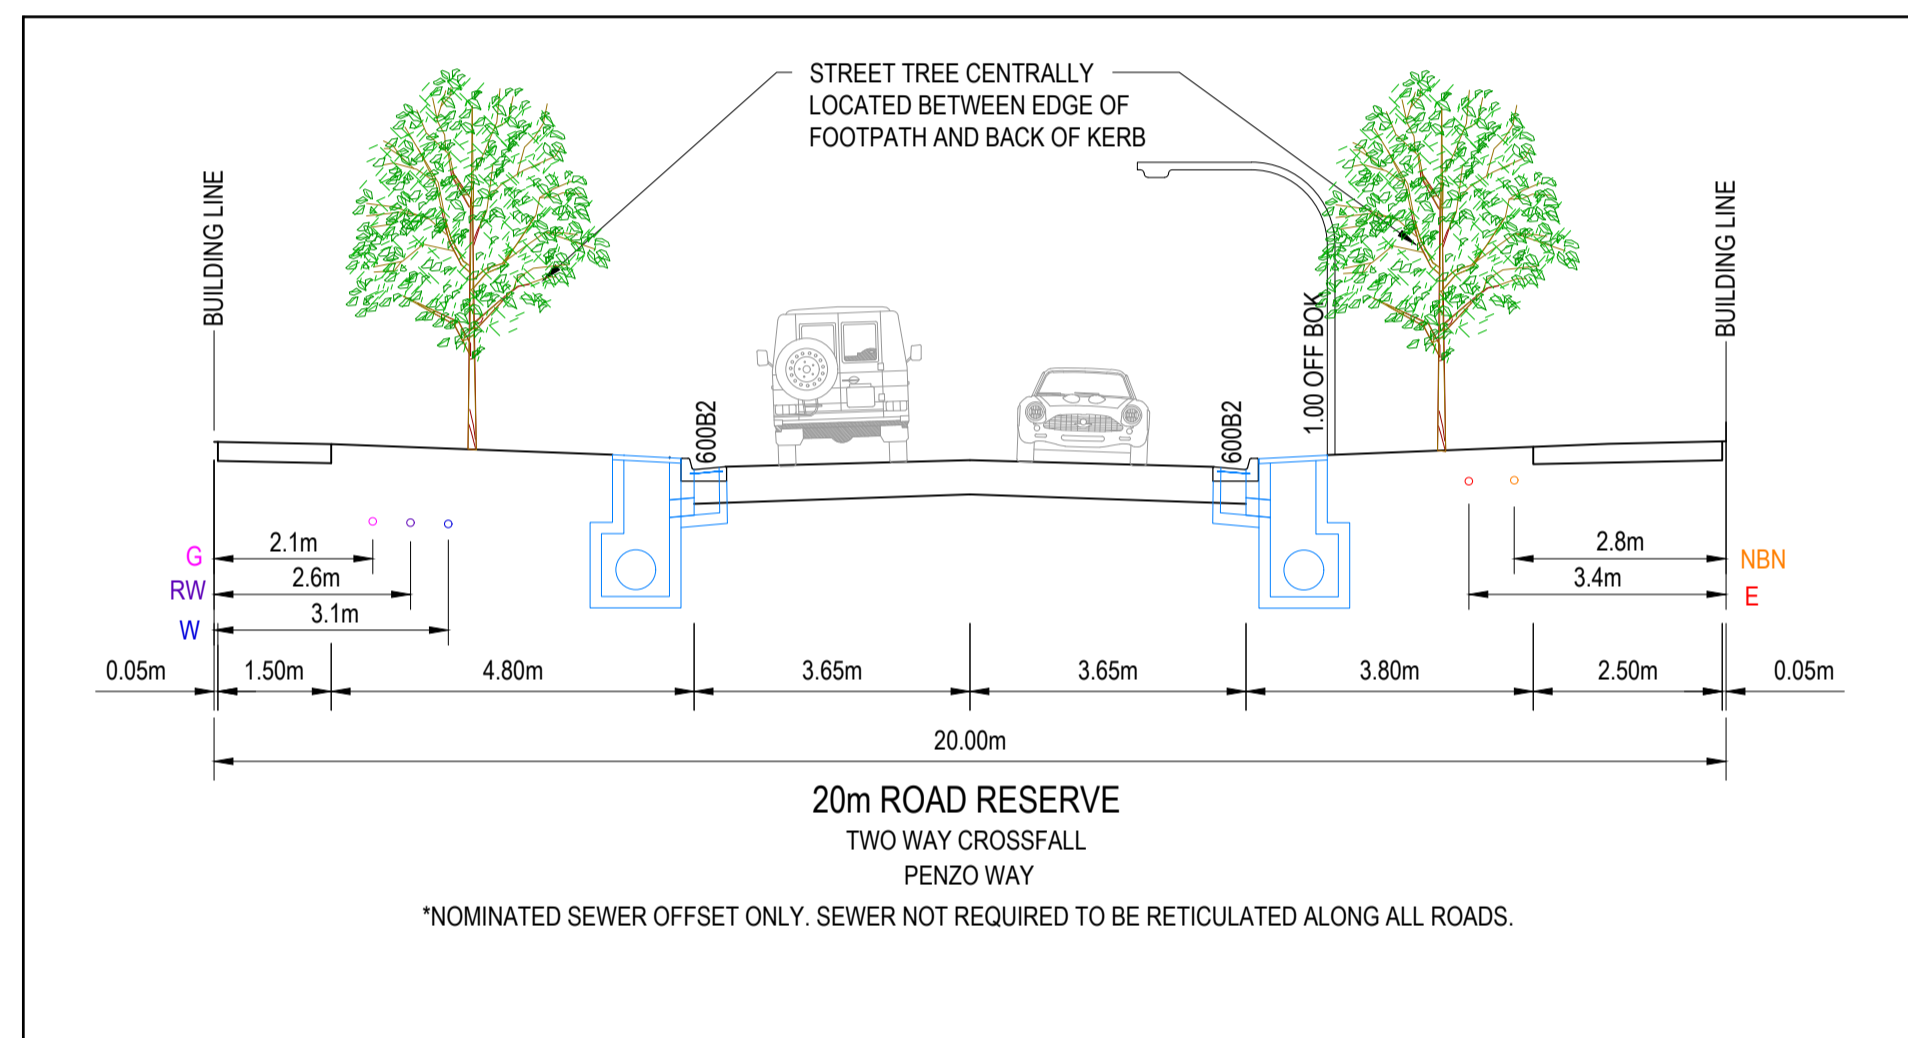 STREET TREE CENTRALLY
LOCATED BETWEEN EDGE OF
FOOTPATH AND BACK OF KERB
BUILDING LINE
BUILDING LINE
1.00 OFF BOK
600B2
600B2
G
2.1m
2.8m
NBN
RW
2.6m
3.4m
E
W
3.1m
0.05m
1.50m
4.80m
3.65m
3.65m
3.80m
2.50m
0.05m
20.00m
20m ROAD RESERVE
TWO WAY CROSSFALL
PENZO WAY
*NOMINATED SEWER OFFSET ONLY. SEWER NOT REQUIRED TO BE RETICULATED ALONG ALL ROADS.